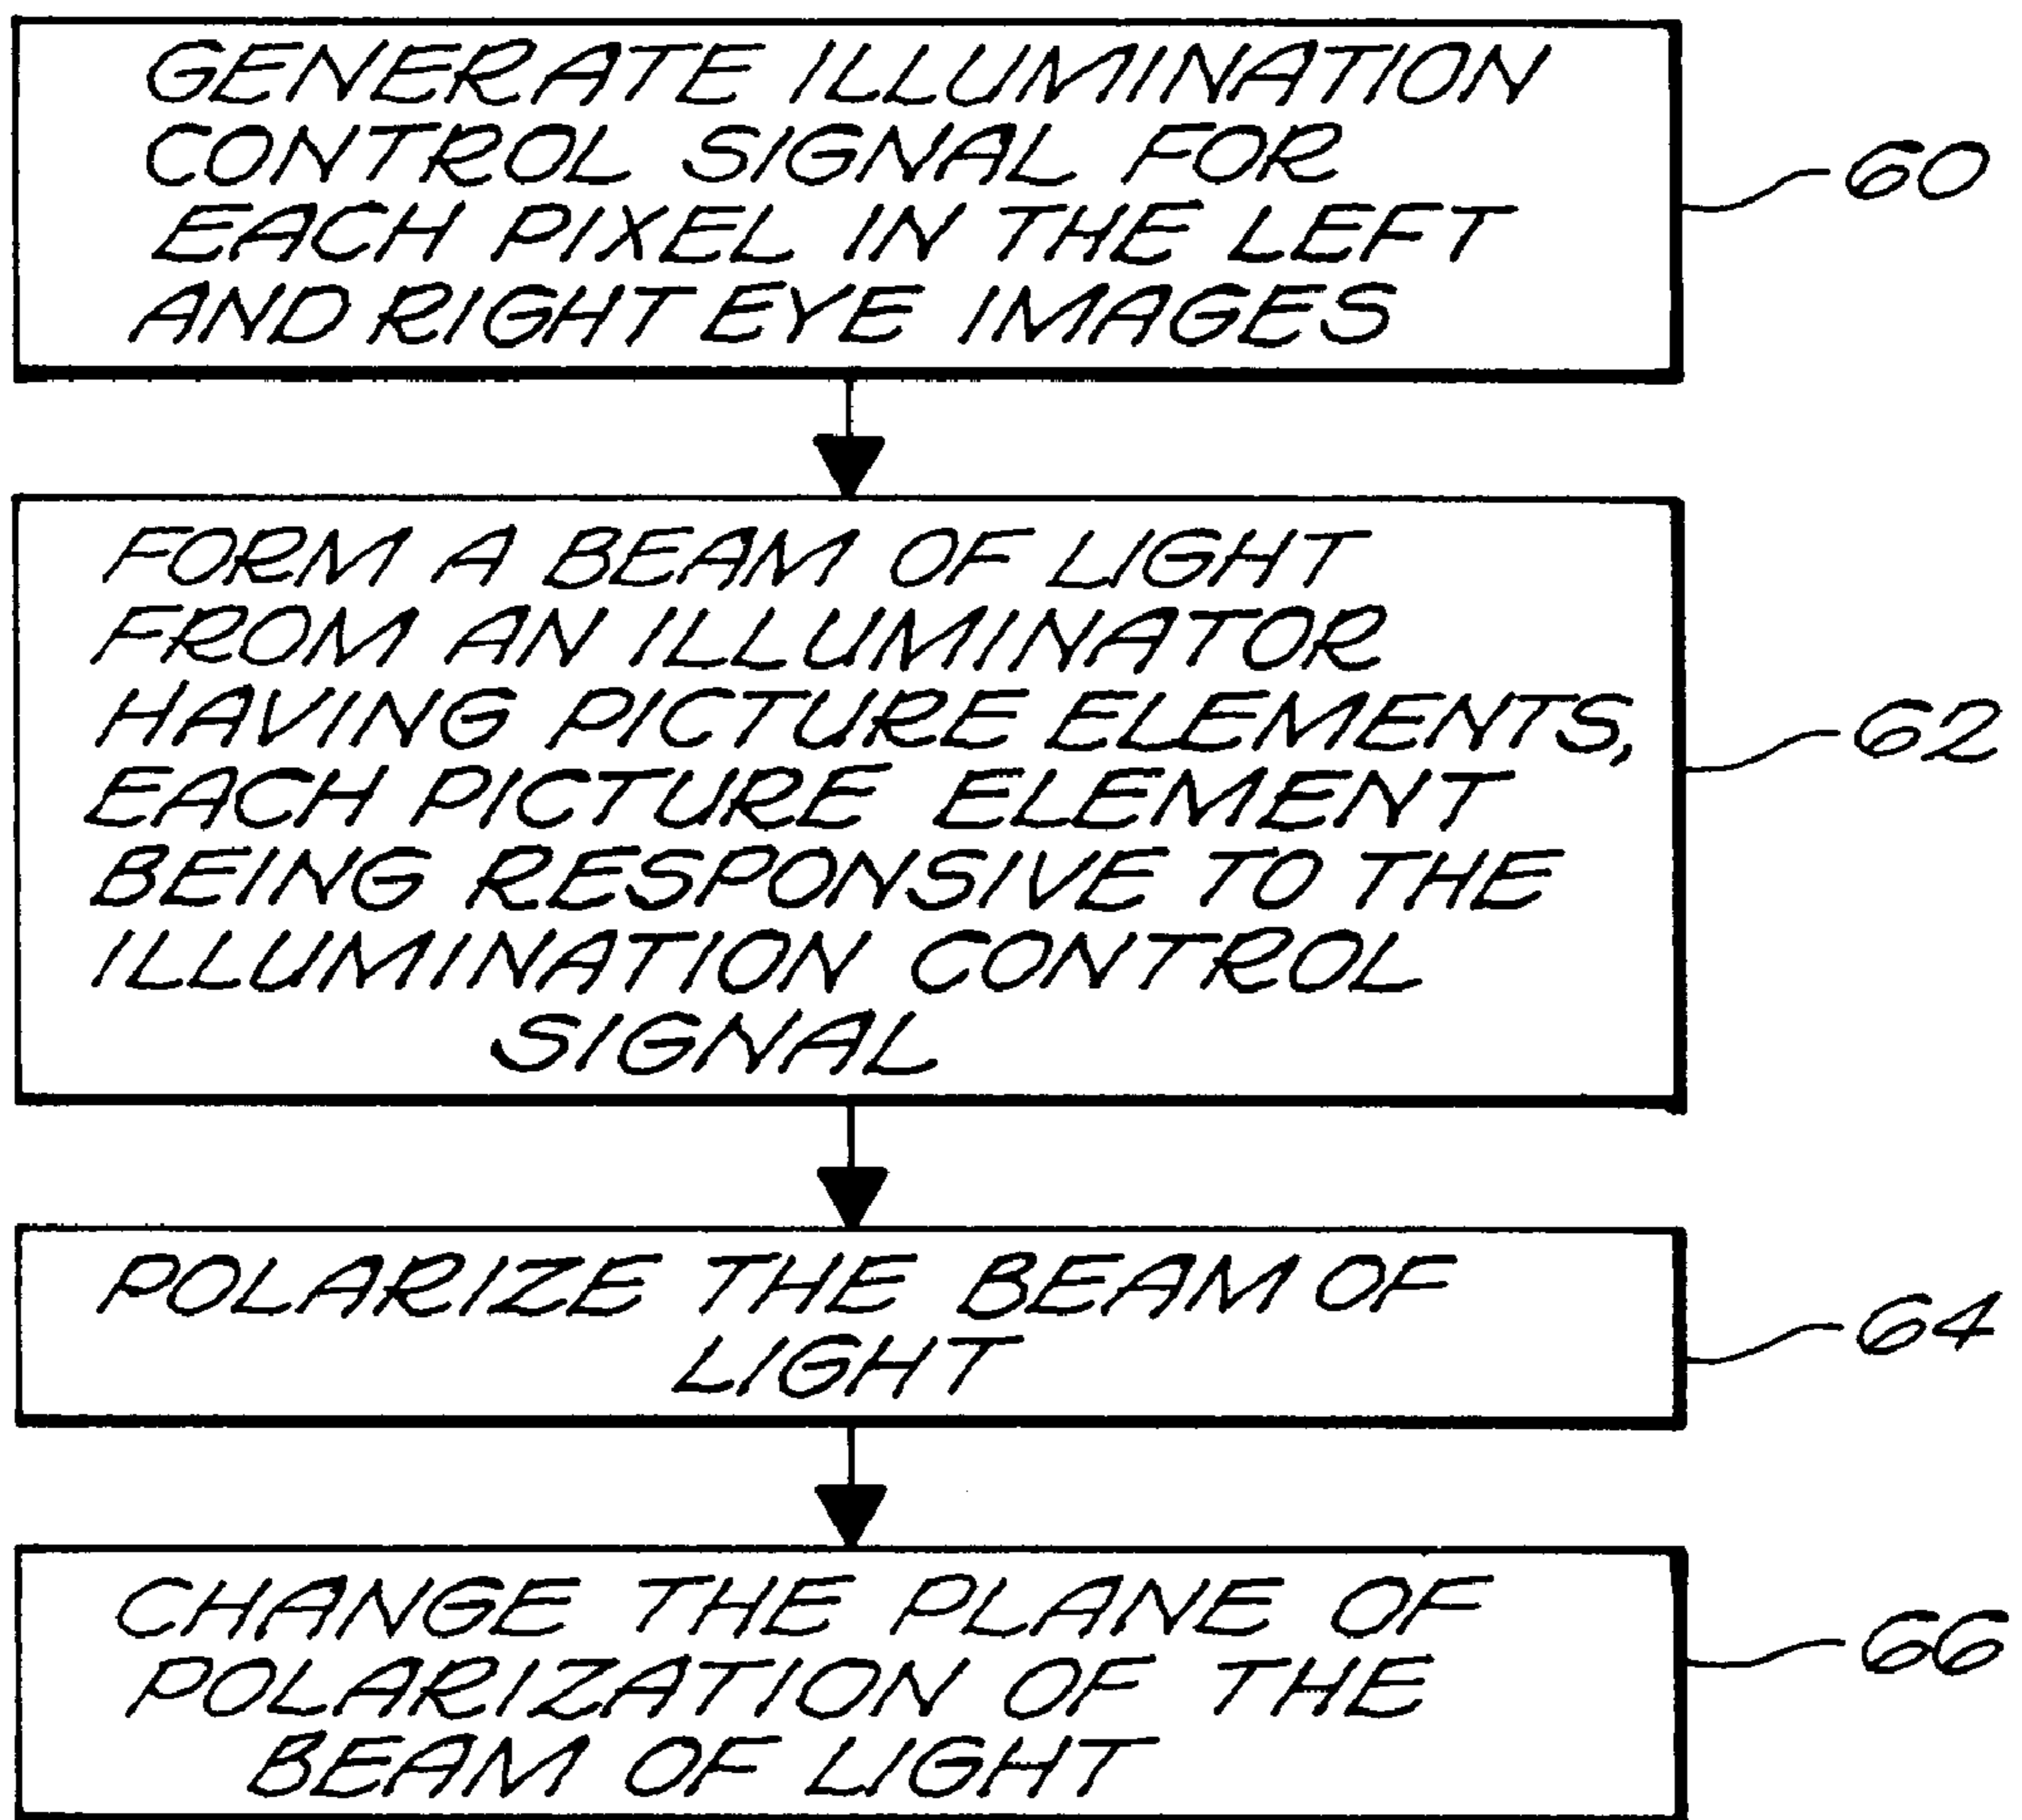 GENERATE ILLUMINATION
CONTROL SIGNAL FOR
EACH PIXEL IN THE LEFT
AND RIGHT EYE IMAGES
60
FORM A BEAM OF LIGHT
FROM AN ILLUMINATOR
HAVING PICTURE ELEMENTS,
EACH PICTURE ELEMENT
BEING RESPONSIVE TO THE
ILLUMINATION CONTROL
SIGNAL
62
POLARIZE THE BEAM OF
LIGHT
64
CHANGE THE PLANE OF
POLARIZATION OF THE
BEAM OF LIGHT
66